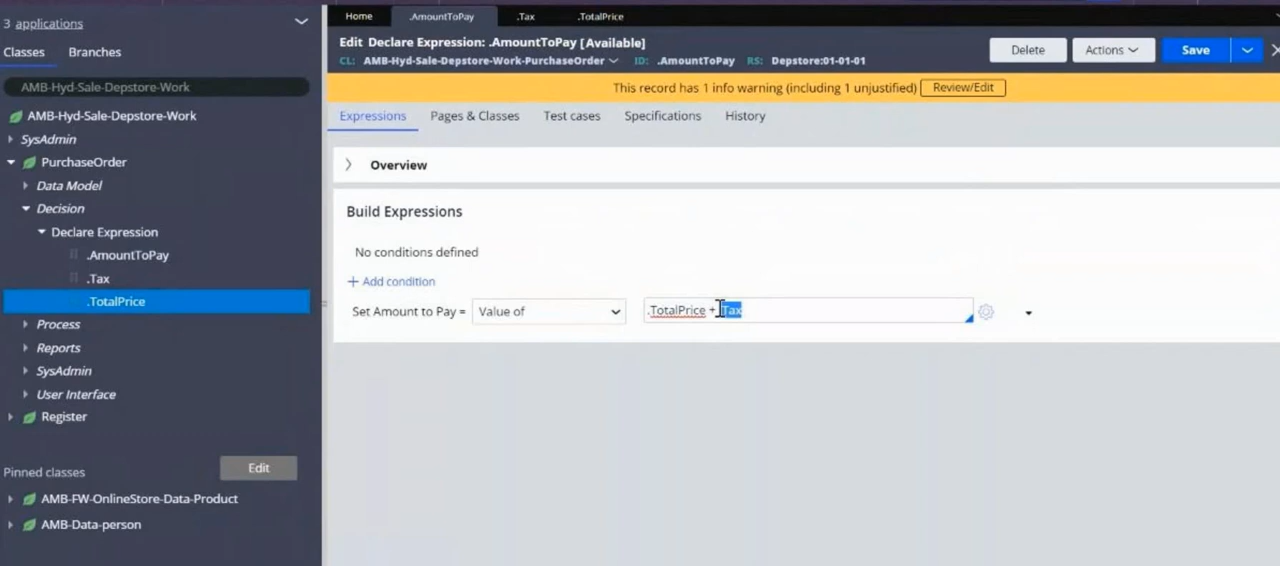 3 applications
Classes Branches
AMB-Hyd-Sale-Depstore-Work
AMB-Hyd-Sale-Depstore-Work
SysAdmin
PurchaseOrder
Data Model
Decision
Declare Expression
.AmountToPay
.Tax
.TotalPrice
Process
Reports
SysAdmin
User Interface
Register
Pinned classes Edit
AMB-FW-OnlineStore-Data-Product
AMB-Data-person
Home .AmountToPay .Tax .TotalPrice
Edit Declare Expression: .AmountToPay [Available]
CL: AMB-Hyd-Sale-Depstore-Work-PurchaseOrder ID: .AmountToPay RS: Depstore:01-01-01
Delete Actions Save
This record has 1 info warning (including 1 unjustified) Review/Edit
Expressions Pages & Classes Test cases Specifications History
Overview
Build Expressions
No conditions defined
+ Add condition
Set Amount to Pay = Value of .TotalPrice + .Tax